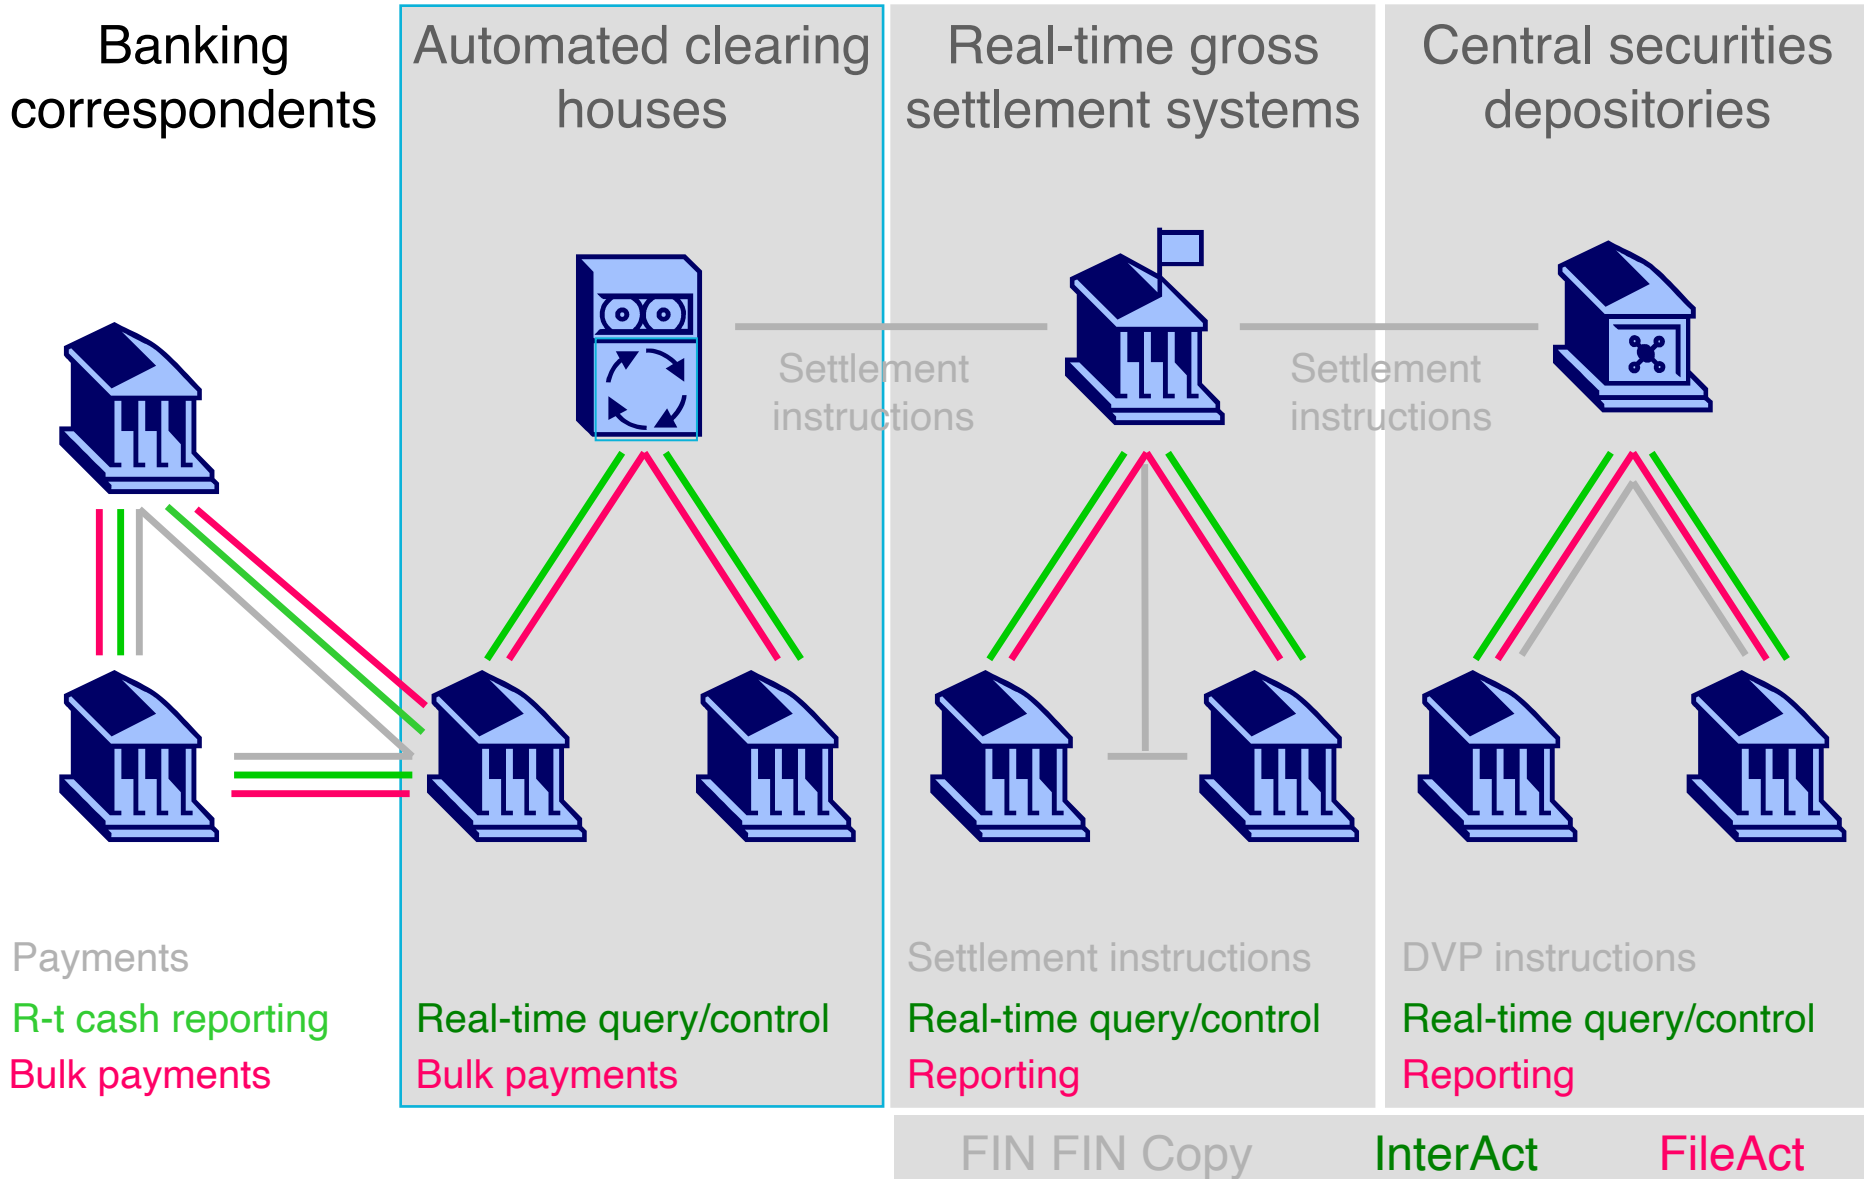 Banking
correspondents
Automated clearing
houses
Real-time gross
settlement systems
Central securities
depositories
Settlement
instructions
Settlement
instructions
Payments
R-t cash reporting
Bulk payments
Real-time query/control
Bulk payments
Settlement instructions
Real-time query/control
Reporting
DVP instructions
Real-time query/control
Reporting
FIN FIN Copy
InterAct
FileAct